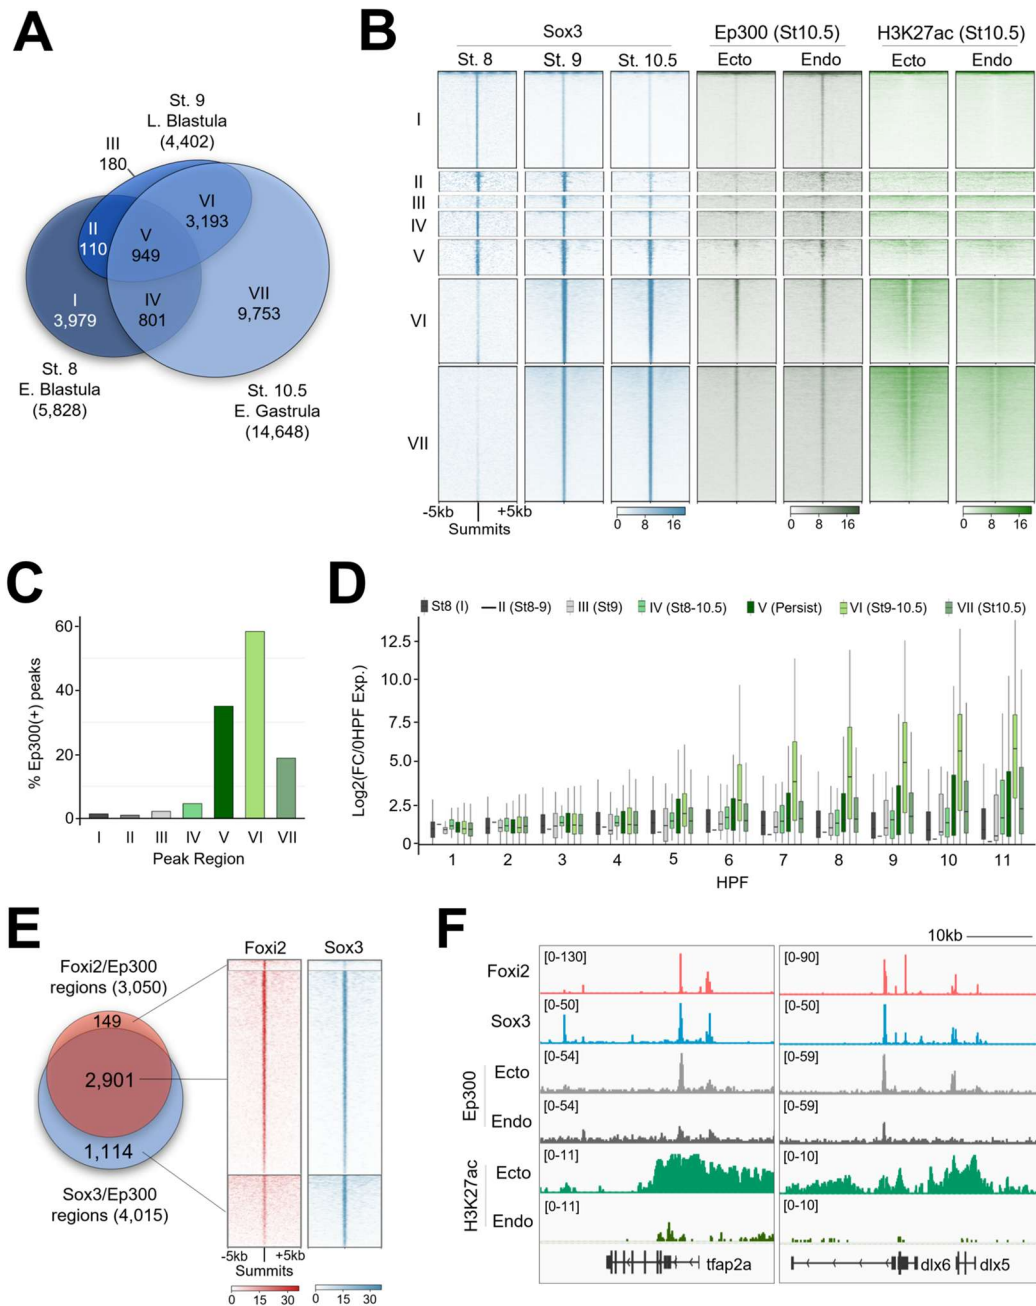 A
St. 9
L. Blastula
(4,402)
III
180
VI
3,193
II
110
V
949
I
3,979
IV
801
VII
9,753
St. 8
E. Blastula
(5,828)
St. 10.5
E. Gastrula
(14,648)
B
Sox3 Ep300 (St10.5) H3K27ac (St10.5)
St. 8 St. 9 St. 10.5 Ecto Endo Ecto Endo
I
II
III
IV
V
VI
VII
-5kb +5kb
Summits
0 8 16 0 8 16 0 8 16
C
% Ep300(+) peaks
60
40
20
0
I II III IV V VI VII
Peak Region
D
St8 (I) II (St8-9) III (St9) IV (St8-10.5) V (Persist) VI (St9-10.5) VII (St10.5)
Log2(FC/0HPF Exp.)
12.5
7.5
5.0
2.5
0
1 2 3 4 5 6 7 8 9 10 11
HPF
E
Foxi2 Sox3
Foxi2/Ep300
regions (3,050)
149
2,901
1,114
Sox3/Ep300
regions (4,015)
-5kb +5kb
Summits
0 15 30 0 15 30
F
10kb
Foxi2 [0-130] [0-90]
Sox3 [0-50] [0-50]
Ep300
Ecto [0-54] [0-59]
Endo [0-54] [0-59]
H3K27ac
Ecto [0-11] [0-10]
Endo [0-11] [0-10]
tfap2a dlx6 dlx5